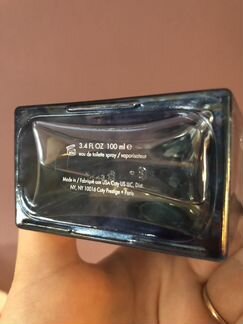 3.4 FL OZ 100 ml ℮
eau de toilette spray / vaporisateur
Made in / Fabriqué aux USA Coty US LLC, Dist.
NY, NY 10016 Coty Prestige • Paris